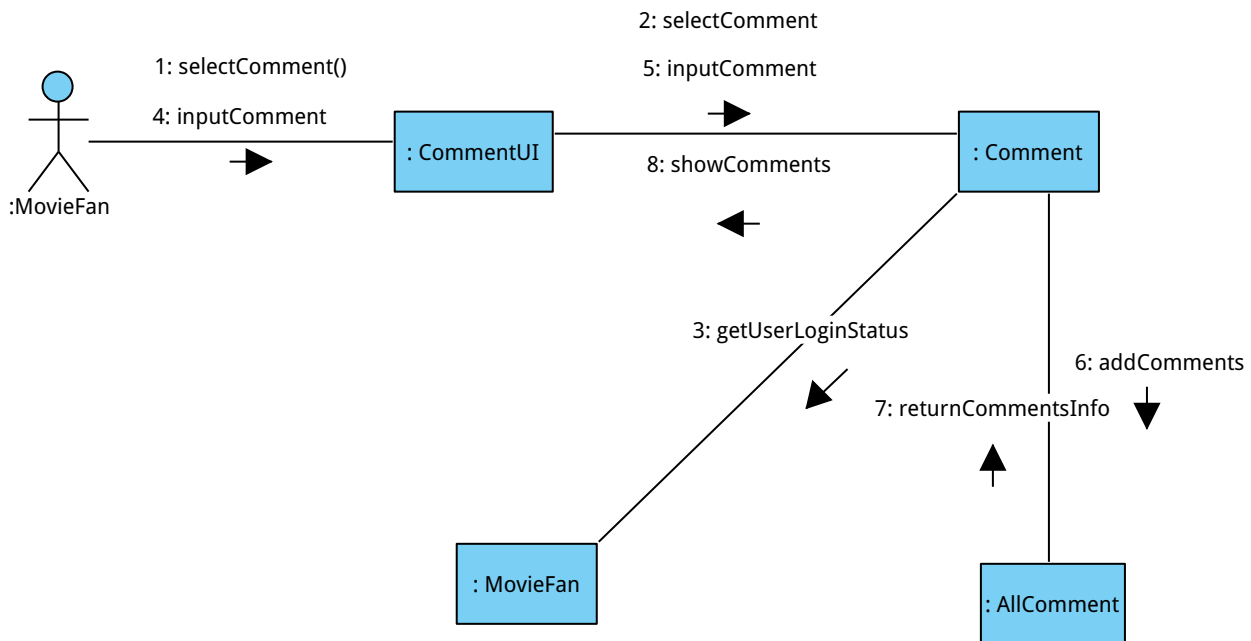 2: selectComment
1: selectComment()
5: inputComment
4: inputComment
: CommentUI
: Comment
8: showComments
:MovieFan
3: getUserLoginStatus
6: addComments
7: returnCommentsInfo
: MovieFan
: AllComment